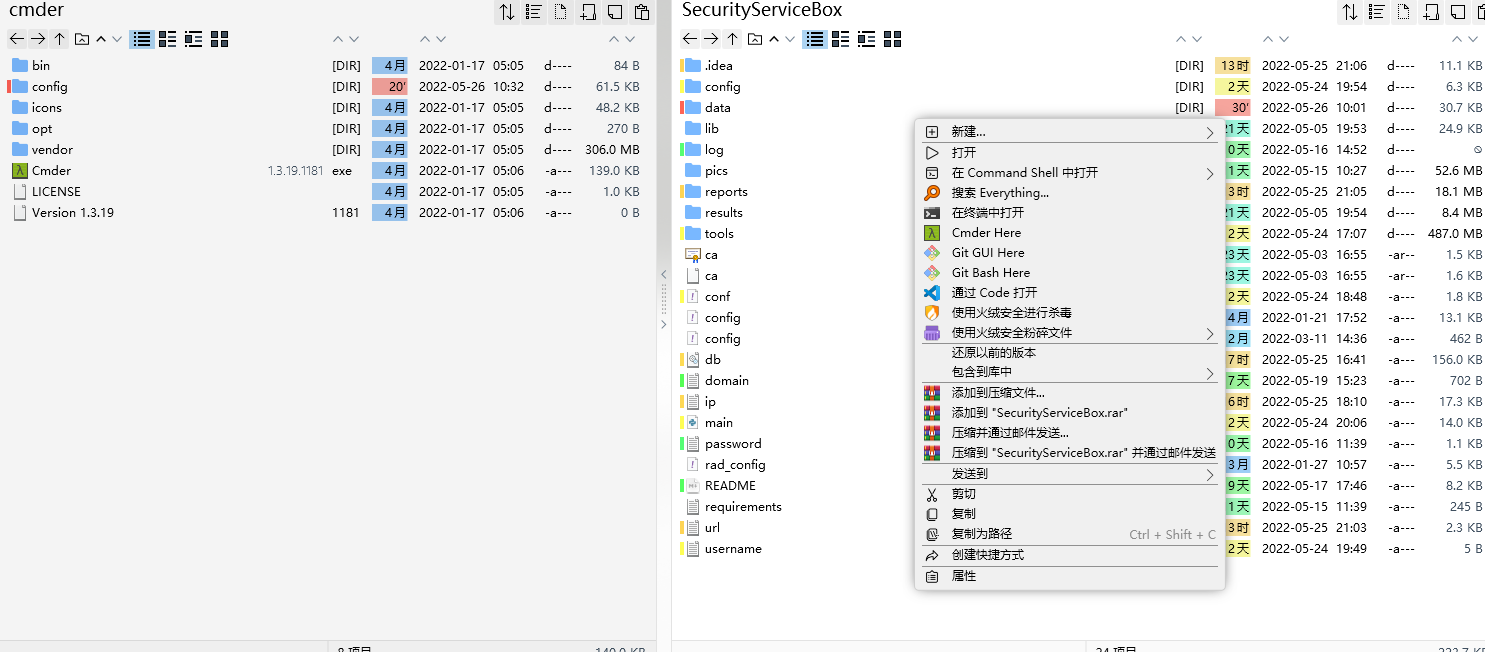 cmder
bin [DIR] 4月 2022-01-17 05:05 d---- 84 B
config [DIR] 20' 2022-05-26 10:32 d---- 61.5 KB
icons [DIR] 4月 2022-01-17 05:05 d---- 48.2 KB
opt [DIR] 4月 2022-01-17 05:05 d---- 270 B
vendor [DIR] 4月 2022-01-17 05:05 d---- 306.0 MB
Cmder 1.3.19.1181 exe 4月 2022-01-17 05:06 -a--- 139.0 KB
LICENSE 4月 2022-01-17 05:05 -a--- 1.0 KB
Version 1.3.19 1181 4月 2022-01-17 05:06 -a--- 0 B
SecurityServiceBox
.idea [DIR] 13时 2022-05-25 21:06 d---- 11.1 KB
config [DIR] 2天 2022-05-24 19:54 d---- 6.3 KB
data [DIR] 30' 2022-05-26 10:01 d---- 30.7 KB
lib 21天 2022-05-05 19:53 d---- 24.9 KB
log 0天 2022-05-16 14:52 d----
pics 1天 2022-05-15 10:27 d---- 52.6 MB
reports 3时 2022-05-25 21:05 d---- 18.1 MB
results 21天 2022-05-05 19:54 d---- 8.4 MB
tools 2天 2022-05-24 17:07 d---- 487.0 MB
ca 23天 2022-05-03 16:55 -ar-- 1.5 KB
ca 23天 2022-05-03 16:55 -ar-- 1.6 KB
conf 2天 2022-05-24 18:48 -a--- 1.8 KB
config 4月 2022-01-21 17:52 -a--- 13.1 KB
config 2月 2022-03-11 14:36 -a--- 462 B
db 7时 2022-05-25 16:41 -a--- 156.0 KB
domain 7天 2022-05-19 15:23 -a--- 702 B
ip 6时 2022-05-25 18:10 -a--- 17.3 KB
main 2天 2022-05-24 20:06 -a--- 14.0 KB
password 0天 2022-05-16 11:39 -a--- 1.1 KB
rad_config 3月 2022-01-27 10:57 -a--- 5.5 KB
README 9天 2022-05-17 17:46 -a--- 8.2 KB
requirements 1天 2022-05-15 11:39 -a--- 245 B
url 3时 2022-05-25 21:03 -a--- 2.3 KB
username 2天 2022-05-24 19:49 -a--- 5 B
新建...
打开
在 Command Shell 中打开
搜索 Everything...
在终端中打开
Cmder Here
Git GUI Here
Git Bash Here
通过 Code 打开
使用火绒安全进行杀毒
使用火绒安全粉碎文件
还原以前的版本
包含到库中
添加到压缩文件...
添加到 "SecurityServiceBox.rar"
压缩并通过邮件发送...
压缩到 "SecurityServiceBox.rar" 并通过邮件发送
发送到
剪切
复制
复制为路径 Ctrl + Shift + C
创建快捷方式
属性